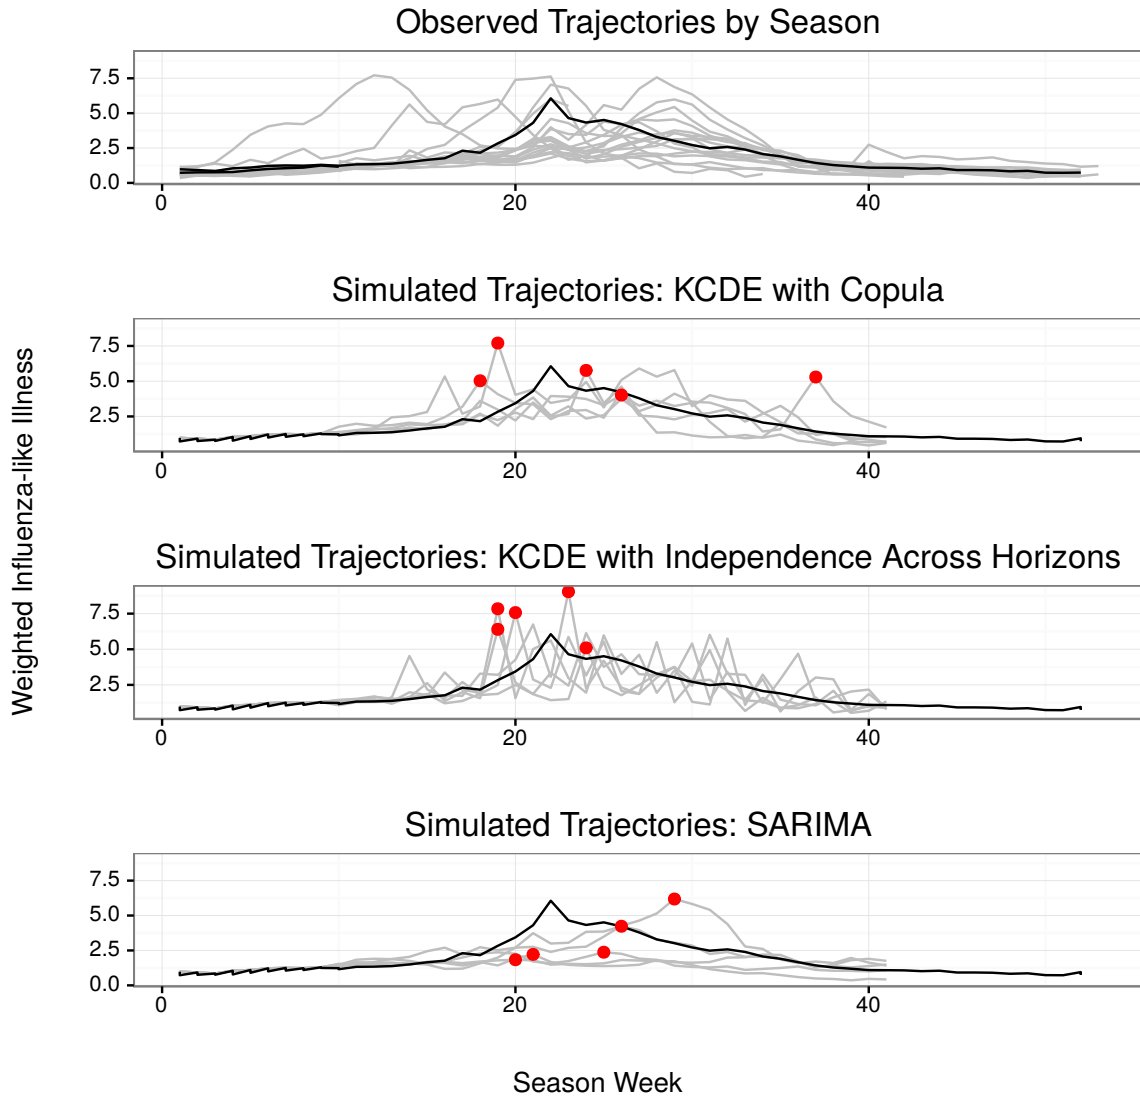 Observed Trajectories by Season
7.5
5.0
2.5
0.0
0 20 40
Simulated Trajectories: KCDE with Copula
7.5
5.0
2.5
0 20 40
Weighted Influenza-like Illness
Simulated Trajectories: KCDE with Independence Across Horizons
7.5
5.0
2.5
0 20 40
Simulated Trajectories: SARIMA
7.5
5.0
2.5
0.0
0 20 40
Season Week